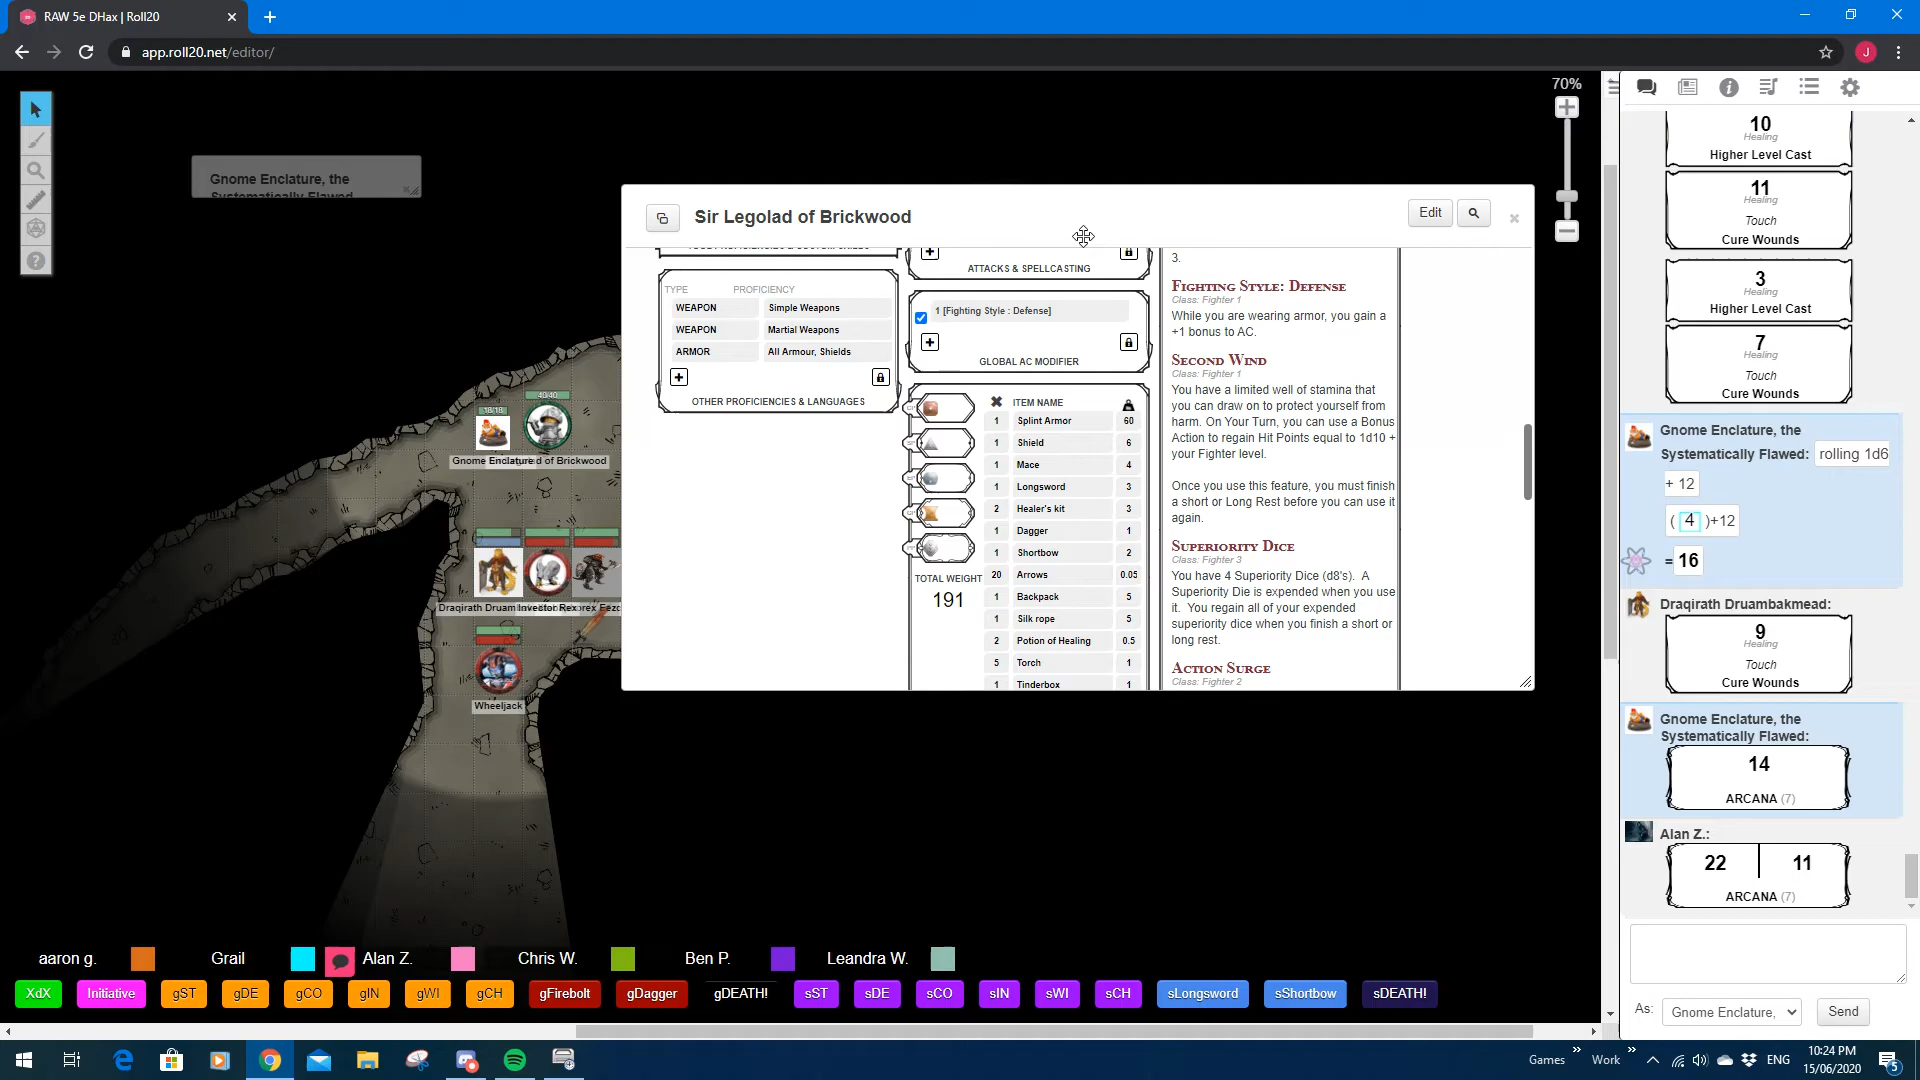 RAW 5e DHax | Roll20
app.roll20.net/editor/
J
70%
Gnome Enclature, the
Systematically Flawed
Sir Legolad of Brickwood
Edit
TYPE PROFICIENCY
WEAPON Simple Weapons
WEAPON Martial Weapons
ARMOR All Armour, Shields
OTHER PROFICIENCIES & LANGUAGES
ATTACKS & SPELLCASTING
1 [Fighting Style : Defense]
GLOBAL AC MODIFIER
ITEM NAME
1 Splint Armor 60
1 Shield 6
1 Mace 4
1 Longsword 3
2 Healer's kit 3
1 Dagger 1
1 Shortbow 2
20 Arrows 0.05
1 Backpack 5
1 Silk rope 5
2 Potion of Healing 0.5
5 Torch 1
1 Tinderbox 1
TOTAL WEIGHT
191
3.
Fighting Style: Defense
Class: Fighter 1
While you are wearing armor, you gain a
+1 bonus to AC.
Second Wind
Class: Fighter 1
You have a limited well of stamina that
you can draw on to protect yourself from
harm. On Your Turn, you can use a Bonus
Action to regain Hit Points equal to 1d10 +
your Fighter level.
Once you use this feature, you must finish
a short or Long Rest before you can use it
again.
Superiority Dice
Class: Fighter 3
You have 4 Superiority Dice (d8's). A
Superiority Die is expended when you use
it. You regain all of your expended
superiority dice when you finish a short or
long rest.
Action Surge
Class: Fighter 2
18/18
40/40
Gnome Enclature
d of Brickwood
Draqirath Druam
Investor Rex
Wheeljack
10
Healing
Higher Level Cast
11
Healing
Touch
Cure Wounds
3
Healing
Higher Level Cast
7
Healing
Touch
Cure Wounds
Gnome Enclature, the
Systematically Flawed: rolling 1d6
+ 12
( 4 )+12
= 16
Draqirath Druambakmead:
9
Healing
Touch
Cure Wounds
Gnome Enclature, the
Systematically Flawed:
14
ARCANA (7)
Alan Z.:
22 11
ARCANA (7)
As: Gnome Enclature, Send
aaron g. Grail Alan Z. Chris W. Ben P. Leandra W.
XdX Initiative gST gDE gCO gIN gWI gCH gFirebolt gDagger gDEATH! sST sDE sCO sIN sWI sCH sLongsword sShortbow sDEATH!
Games Work ENG
10:24 PM
15/06/2020
5